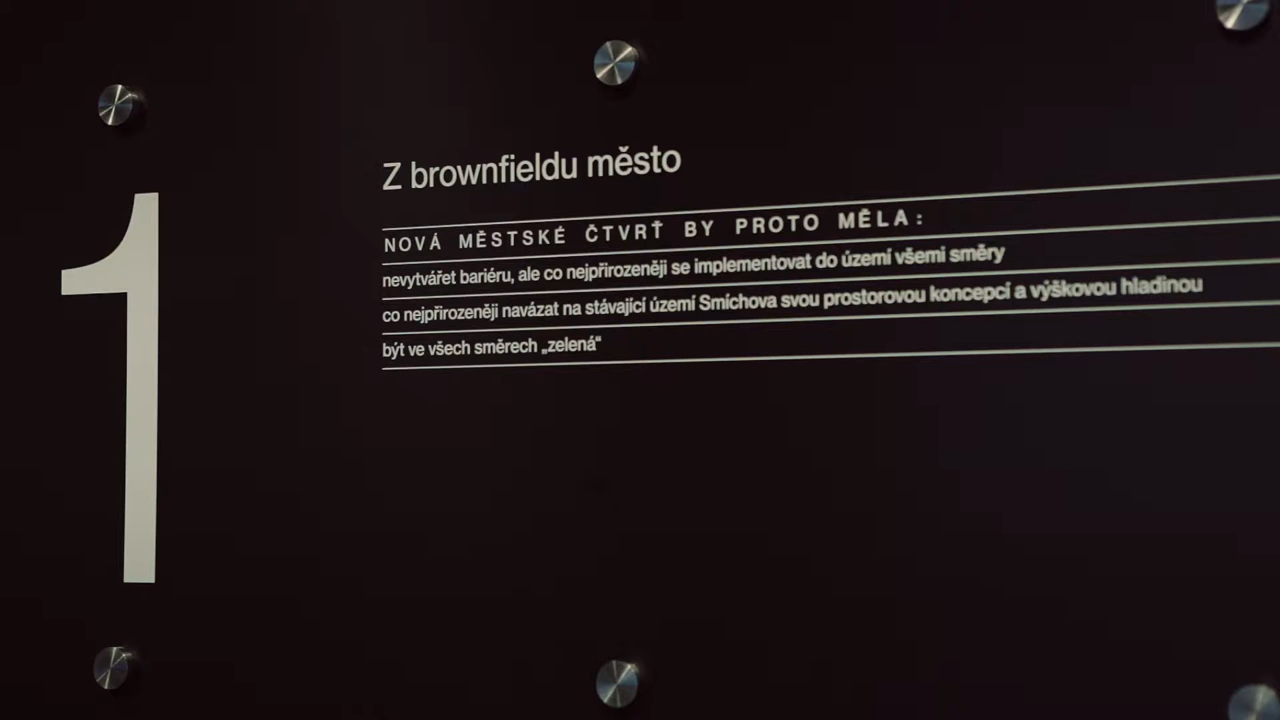 1
Z brownfieldu město
NOVÁ MĚSTSKÉ ČTVRŤ BY PROTO MĚLA:
nevytvářet bariéru, ale co nejpřirozeněji se implementovat do území všemi směry
co nejpřirozeněji navázat na stávající území Smíchova svou prostorovou koncepcí a výškovou hladinou
být ve všech směrech „zelená“